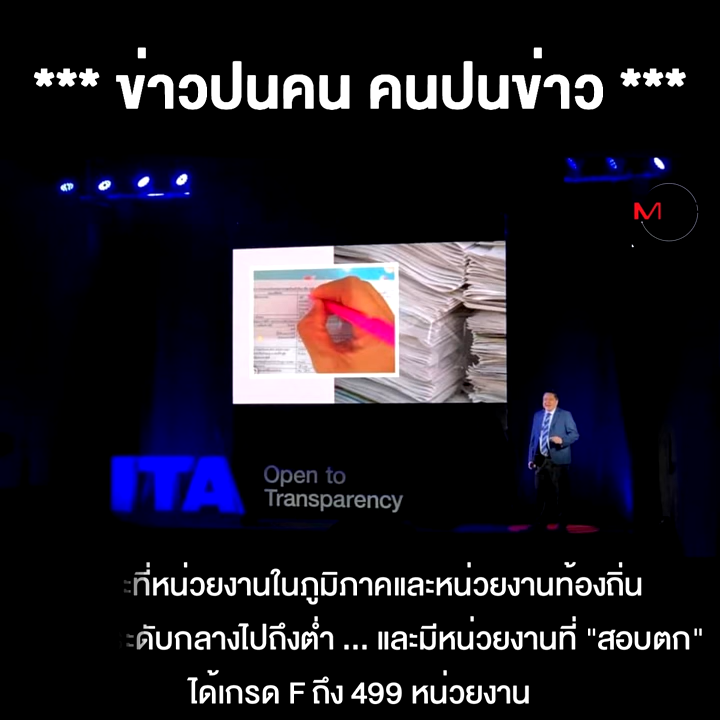 *** ข่าวปนคน คนปนข่าว ***
M
ITA
Open to
Transparency
ะที่หน่วยงานในภูมิภาคและหน่วยงานท้องถิ่น
ะดับกลางไปถึงต่ำ ... และมีหน่วยงานที่ "สอบตก"
ได้เกรด F ถึง 499 หน่วยงาน